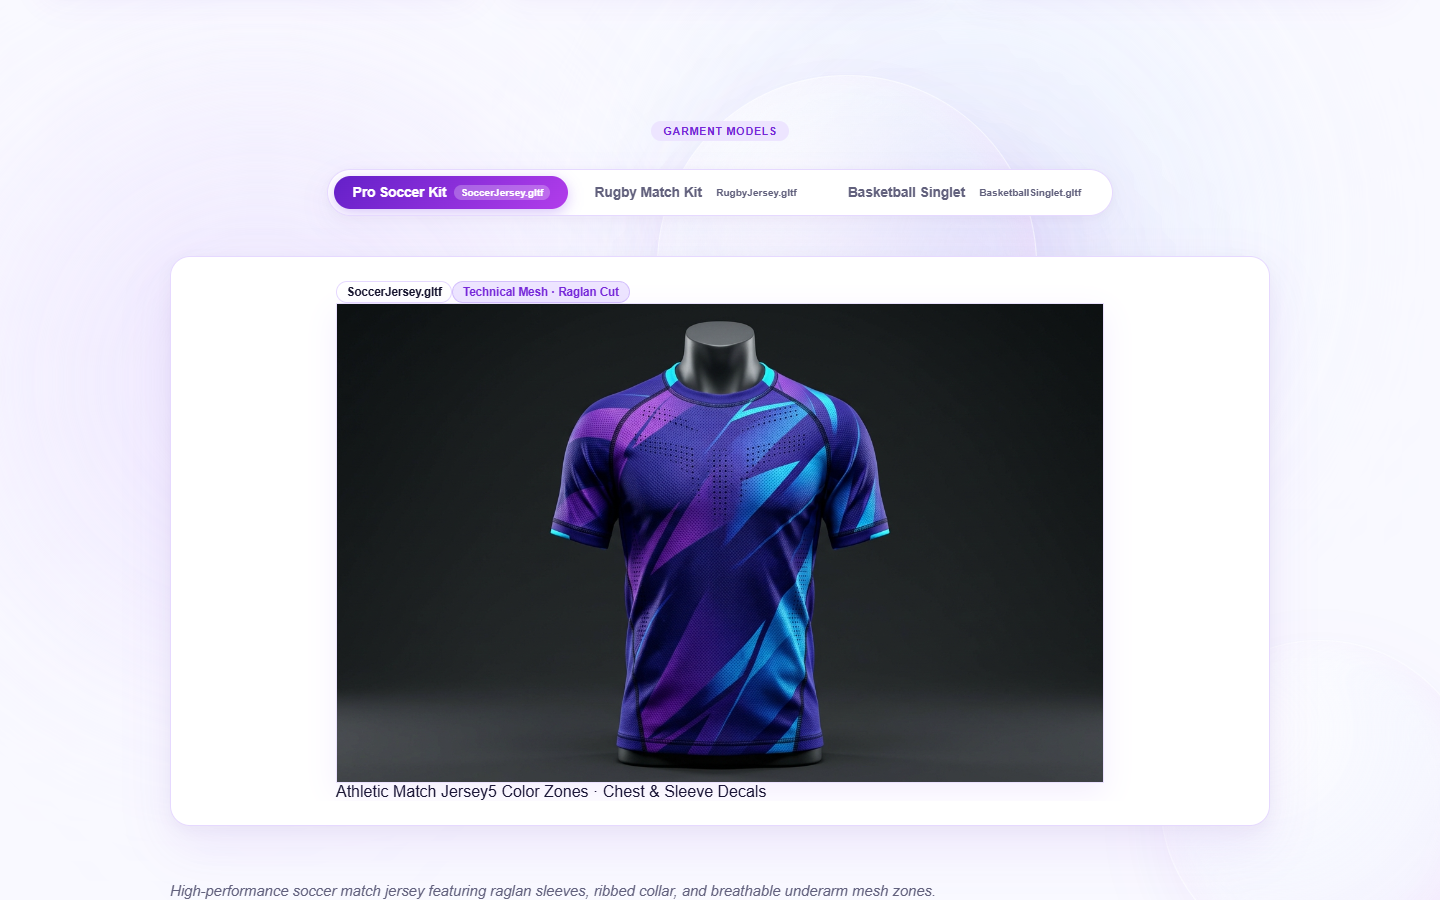 GARMENT MODELS
Pro Soccer Kit SoccerJersey.gltf Rugby Match Kit RugbyJersey.gltf Basketball Singlet BasketballSinglet.gltf
SoccerJersey.gltf Technical Mesh · Raglan Cut
Athletic Match Jersey5 Color Zones · Chest & Sleeve Decals
High-performance soccer match jersey featuring raglan sleeves, ribbed collar, and breathable underarm mesh zones.